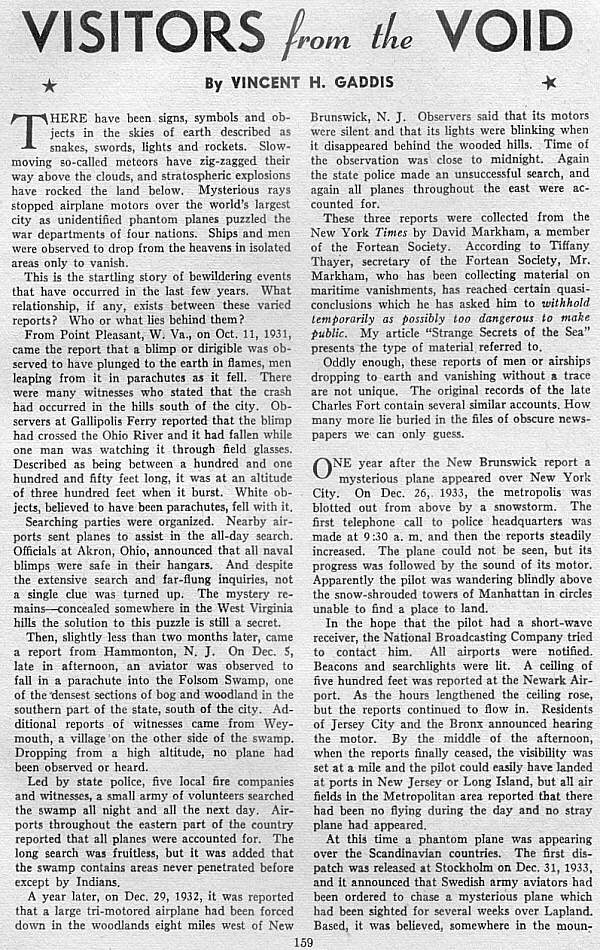 VISITORS from the VOID
By VINCENT H. GADDIS
THERE have been signs, symbols and ob-
jects in the skies of earth described as
snakes, swords, lights and rockets. Slow-
moving so-called meteors have zig-zagged their
way above the clouds, and stratospheric explosions
have rocked the land below. Mysterious rays
stopped airplane motors over the world's largest
city as unidentified phantom planes puzzled the
war departments of four nations. Ships and men
were observed to drop from the heavens in isolated
areas only to vanish.
This is the startling story of bewildering events
that have occurred in the last few years. What
relationship, if any, exists between these varied
reports? Who or what lies behind them?
From Point Pleasant, W. Va., on Oct. 11, 1931,
came the report that a blimp or dirigible was ob-
served to have plunged to the earth in flames, men
leaping from it in parachutes as it fell. There
were many witnesses who stated that the crash
had occurred in the hills south of the city. Ob-
servers at Gallipolis Ferry reported that the blimp
had crossed the Ohio River and it had fallen while
one man was watching it through field glasses.
Described as being between a hundred and one
hundred and fifty feet long, it was at an altitude
of three hundred feet when it burst. White ob-
jects, believed to have been parachutes, fell with it.
Searching parties were organized. Nearby air-
ports sent planes to assist in the all-day search.
Officials at Akron, Ohio, announced that all naval
blimps were safe in their hangars. And despite
the extensive search and far-flung inquiries, not
a single clue was turned up. The mystery re-
mains—concealed somewhere in the West Virginia
hills the solution to this puzzle is still a secret.
Then, slightly less than two months later, came
a report from Hammonton, N. J. On Dec. 5,
late in afternoon, an aviator was observed to
fall in a parachute into the Folsom Swamp, one
of the densest sections of bog and woodland in the
southern part of the state, south of the city. Ad-
ditional reports of witnesses came from Wey-
mouth, a village on the other side of the swamp.
Dropping from a high altitude, no plane had
been observed or heard.
Led by state police, five local fire companies
and witnesses, a small army of volunteers searched
the swamp all night and all the next day. Air-
ports throughout the eastern part of the country
reported that all planes were accounted for. The
long search was fruitless, but it was added that
the swamp contains areas never penetrated before
except by Indians.
A year later, on Dec. 29, 1932, it was reported
that a large tri-motored airplane had been forced
down in the woodlands eight miles west of New
Brunswick, N. J. Observers said that its motors
were silent and that its lights were blinking when
it disappeared behind the wooded hills. Time of
the observation was close to midnight. Again
the state police made an unsuccessful search, and
again all planes throughout the east were ac-
counted for.
These three reports were collected from the
New York Times by David Markham, a member
of the Fortean Society. According to Tiffany
Thayer, secretary of the Fortean Society, Mr.
Markham, who has been collecting material on
maritime vanishments, has reached certain quasi-
conclusions which he has asked him to withhold
temporarily as possibly too dangerous to make
public. My article "Strange Secrets of the Sea"
presents the type of material referred to.
Oddly enough, these reports of men or airships
dropping to earth and vanishing without a trace
are not unique. The original records of the late
Charles Fort contain several similar accounts. How
many more lie buried in the files of obscure news-
papers we can only guess.
ONE year after the New Brunswick report a
mysterious plane appeared over New York
City. On Dec. 26, 1933, the metropolis was
blotted out from above by a snowstorm. The
first telephone call to police headquarters was
made at 9:30 a. m. and then the reports steadily
increased. The plane could not be seen, but its
progress was followed by the sound of its motor.
Apparently the pilot was wandering blindly above
the snow-shrouded towers of Manhattan in circles
unable to find a place to land.
In the hope that the pilot had a short-wave
receiver, the National Broadcasting Company tried
to contact him. All airports were notified.
Beacons and searchlights were lit. A ceiling of
five hundred feet was reported at the Newark Air-
port. As the hours lengthened the ceiling rose,
but the reports continued to flow in. Residents
of Jersey City and the Bronx announced hearing
the motor. By the middle of the afternoon,
when the reports finally ceased, the visibility was
set at a mile and the pilot could easily have landed
at ports in New Jersey or Long Island, but all air
fields in the Metropolitan area reported that there
had been no flying during the day and no stray
plane had appeared.
At this time a phantom plane was appearing
over the Scandinavian countries. The first dis-
patch was released at Stockholm on Dec. 31, 1933,
and it announced that Swedish army aviators had
been ordered to chase a mysterious plane which
had been sighted for several weeks over Lapland.
Based, it was believed, somewhere in the moun-
159